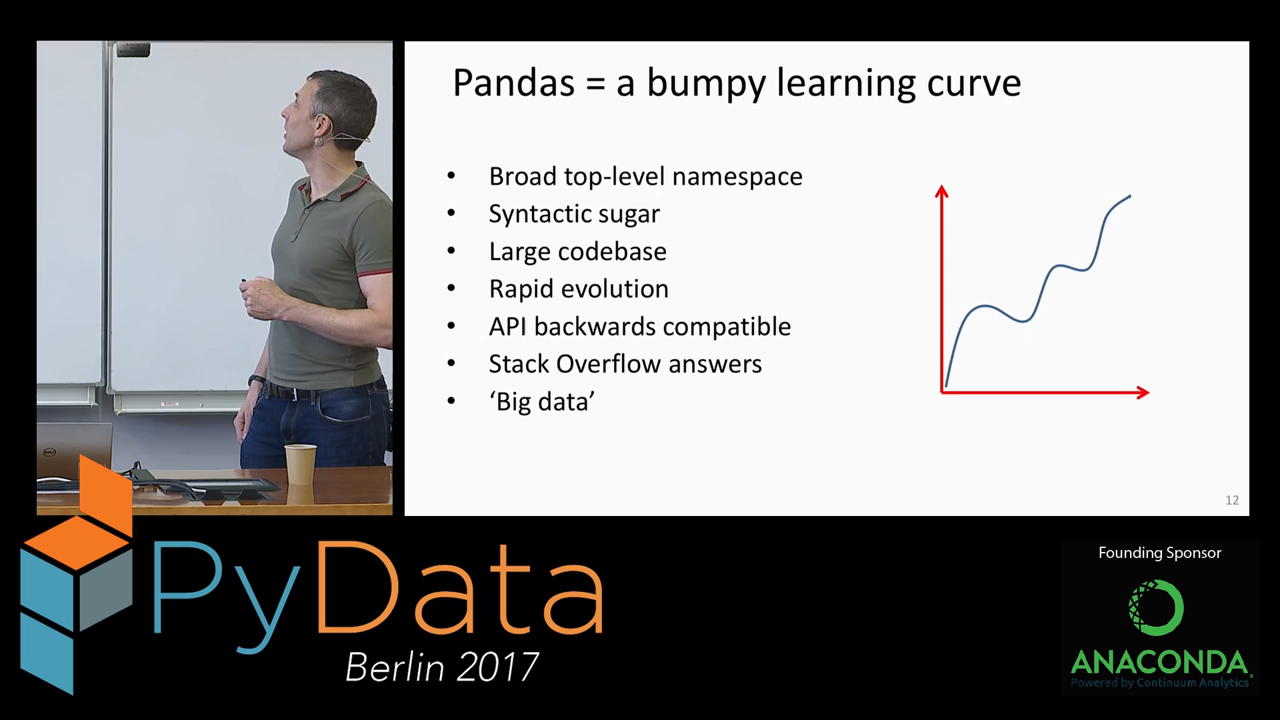 Pandas = a bumpy learning curve
• Broad top-level namespace
• Syntactic sugar
• Large codebase
• Rapid evolution
• API backwards compatible
• Stack Overflow answers
• ‘Big data’
12
DELL
PyData
Berlin 2017
Founding Sponsor
ANACONDA®
Powered by Continuum Analytics